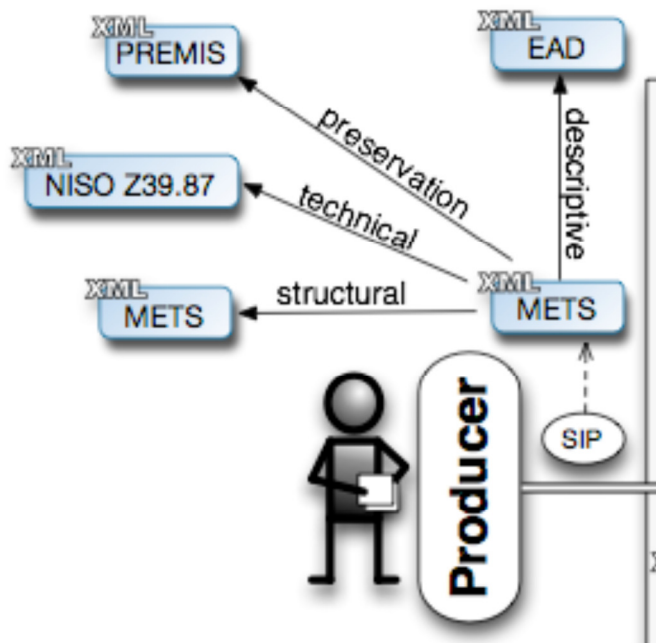 XML
PREMIS
XML
EAD
preservation
descriptive
XML
NISO Z39.87
technical
XML
METS
structural
XML
METS
SIP
Producer